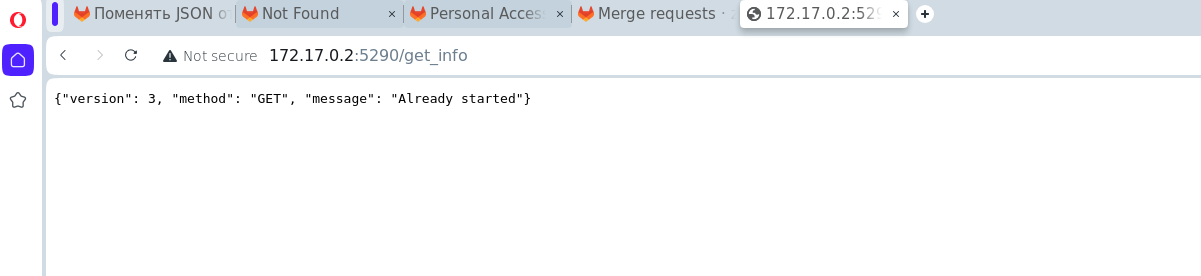 Поменять JSON о
Not Found
Personal Acces
Merge requests ·
172.17.0.2:529
Not secure 172.17.0.2:5290/get_info
{"version": 3, "method": "GET", "message": "Already started"}